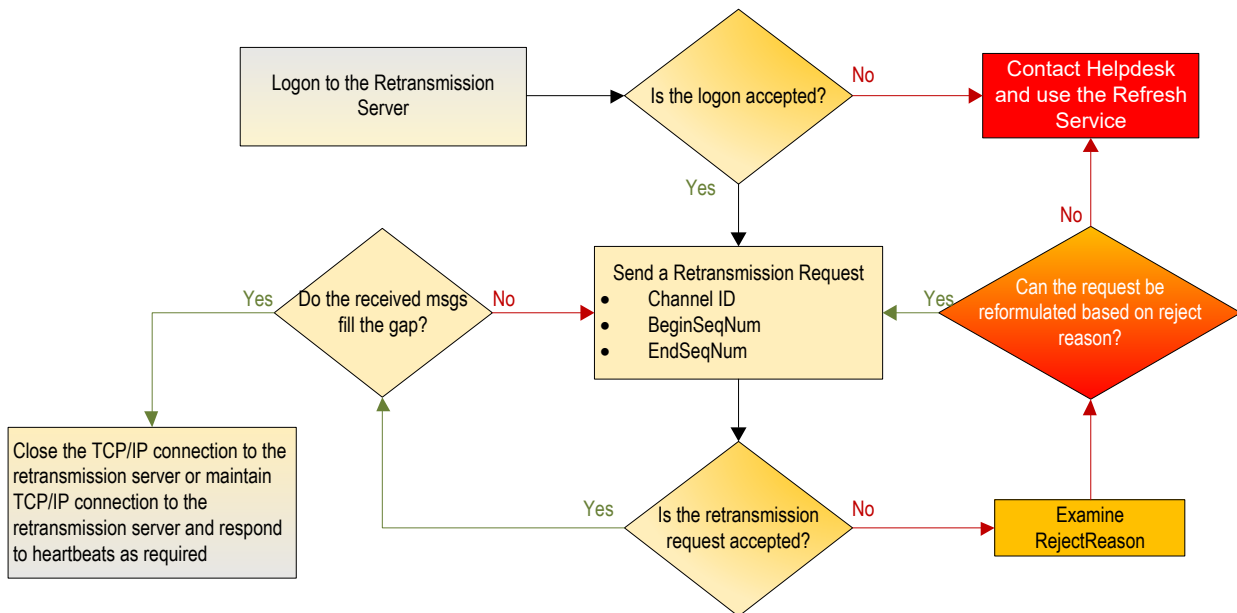 Logon to the Retransmission
Server
Is the logon accepted?
No
Contact Helpdesk
and use the Refresh
Service
Yes
No
Send a Retransmission Request
• Channel ID
• BeginSeqNum
• EndSeqNum
Yes
Do the received msgs
fill the gap?
No
Yes
Can the request be
reformulated based on reject
reason?
Close the TCP/IP connection to the
retransmission server or maintain
TCP/IP connection to the
retransmission server and respond
to heartbeats as required
Yes
Is the retransmission
request accepted?
No
Examine
RejectReason